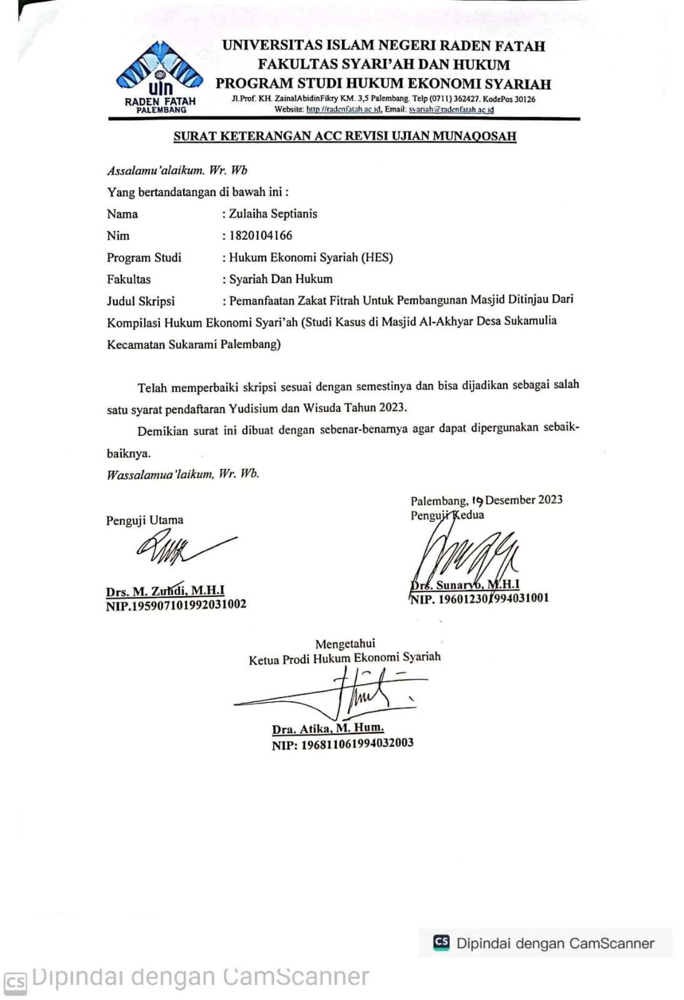 UNIVERSITAS ISLAM NEGERI RADEN FATAH
FAKULTAS SYARI’AH DAN HUKUM
PROGRAM STUDI HUKUM EKONOMI SYARIAH
Jl.Prof. KH. ZainalAbidinFikry KM. 3,5 Palembang. Telp (0711) 362427. KodePos 30126
Website: http://radenfatah.ac.id, Email: syariah@radenfatah.ac.id
uin
RADEN FATAH
PALEMBANG
SURAT KETERANGAN ACC REVISI UJIAN MUNAQOSAH
Assalamu’alaikum. Wr. Wb
Yang bertandatangan di bawah ini :
Nama : Zulaiha Septianis
Nim : 1820104166
Program Studi : Hukum Ekonomi Syariah (HES)
Fakultas : Syariah Dan Hukum
Judul Skripsi : Pemanfaatan Zakat Fitrah Untuk Pembangunan Masjid Ditinjau Dari
Kompilasi Hukum Ekonomi Syari’ah (Studi Kasus di Masjid Al-Akhyar Desa Sukamulia
Kecamatan Sukarami Palembang)
Telah memperbaiki skripsi sesuai dengan semestinya dan bisa dijadikan sebagai salah
satu syarat pendaftaran Yudisium dan Wisuda Tahun 2023.
Demikian surat ini dibuat dengan sebenar-benarnya agar dapat dipergunakan sebaik-
baiknya.
Wassalamua’laikum, Wr. Wb.
Palembang, 19 Desember 2023
Penguji Utama
Penguji Kedua
Drs. M. Zuhdi, M.H.I
NIP.195907101992031002
Drs. Sunaryo, M.H.I
NIP. 196012301994031001
Mengetahui
Ketua Prodi Hukum Ekonomi Syariah
Dra. Atika, M. Hum.
NIP: 196811061994032003
CS Dipindai dengan CamScanner
CS Dipindai dengan CamScanner